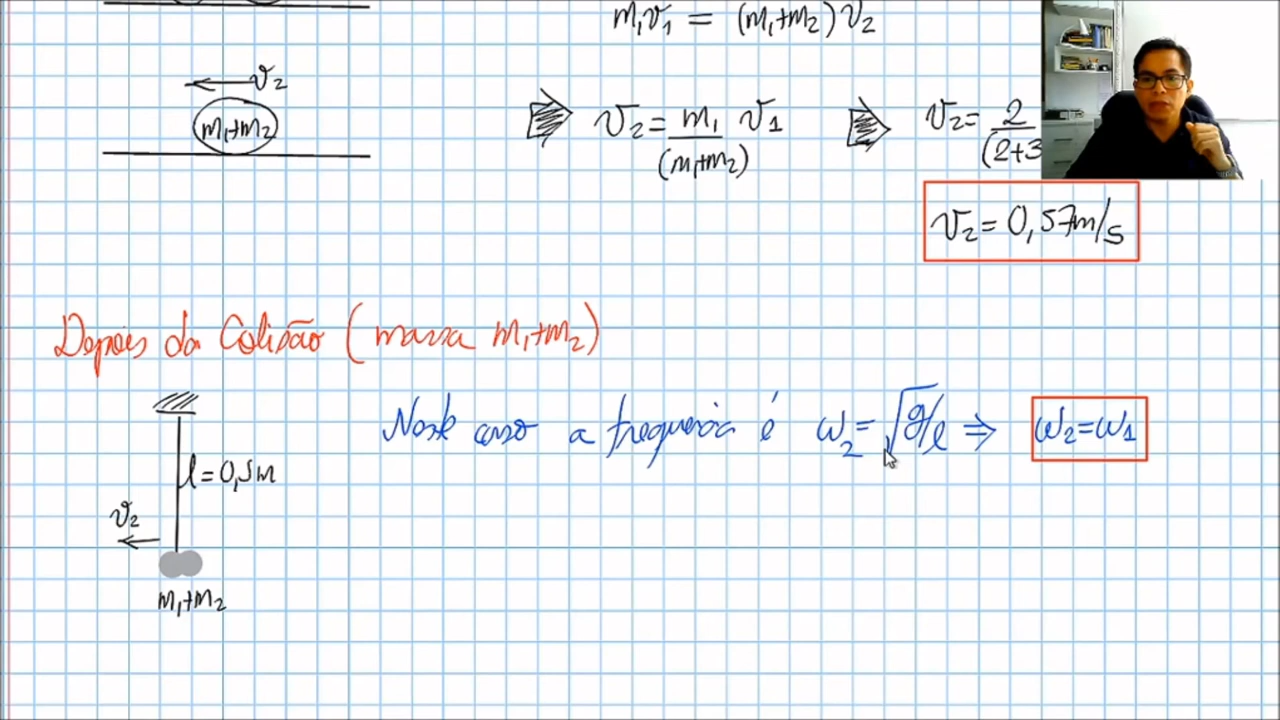 m₁v₁ = (m₁+m₂)v₂
v₂
m₁+m₂
v₂ = m₁/(m₁+m₂) v₁
v₂ = 2/(2+3
v₂ = 0,57m/s
Depois da Colisão (massa m₁+m₂)
Neste caso a frequencia é ω₂ = √g/l ⇒ ω₂=ω₁
l = 0,5m
v₂
m₁+m₂